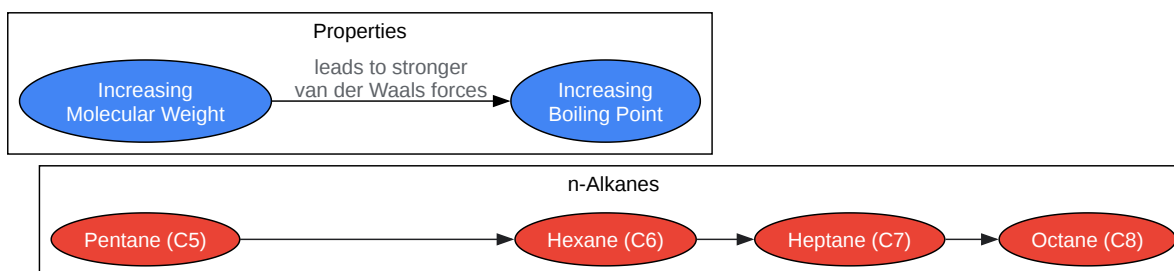 Properties
Increasing
Molecular Weight
leads to stronger
van der Waals forces
Increasing
Boiling Point
n-Alkanes
Pentane (C5)
Hexane (C6)
Heptane (C7)
Octane (C8)